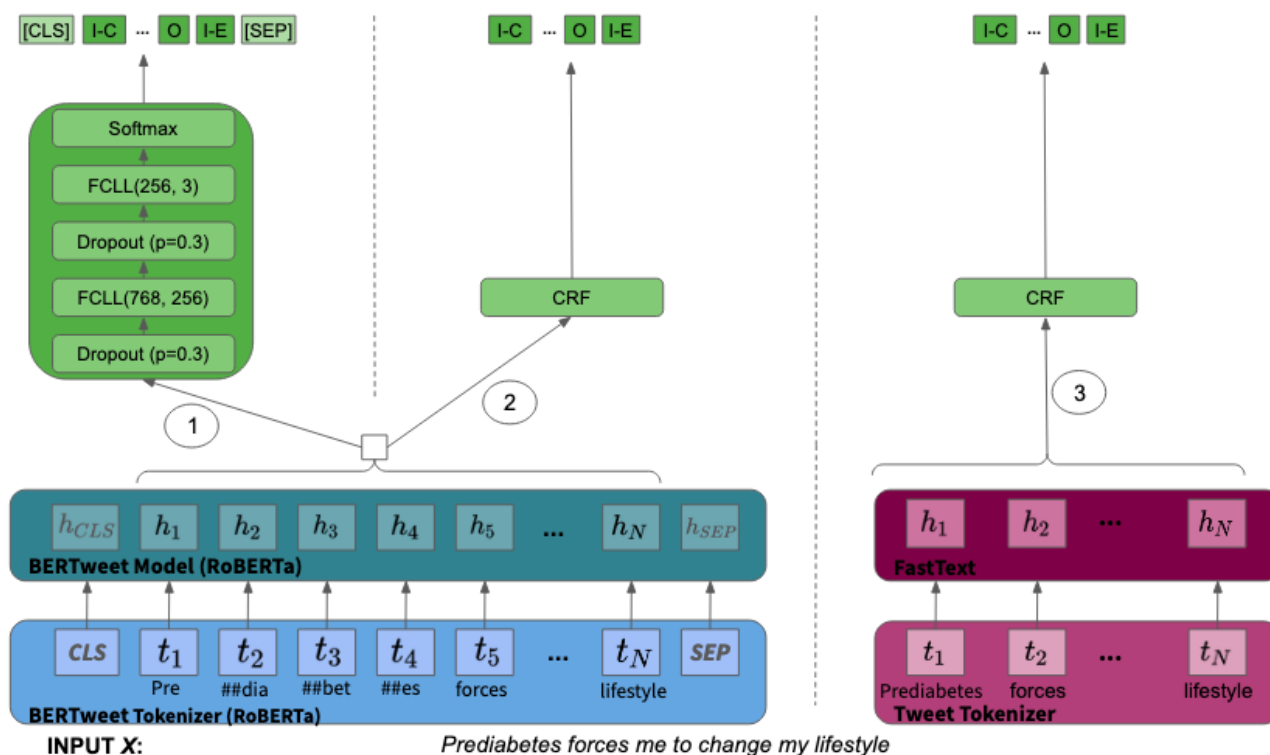 [CLS] I-C ... O I-E [SEP]
I-C ... O I-E
I-C ... O I-E
Softmax
FCLL(256, 3)
Dropout (p=0.3)
FCLL(768, 256)
Dropout (p=0.3)
CRF
CRF
1
2
3
h_CLS h_1 h_2 h_3 h_4 h_5 ... h_N h_SEP
BERTweet Model (RoBERTa)
h_1 h_2 ... h_N
FastText
CLS t_1 t_2 t_3 t_4 t_5 ... t_N SEP
Pre ##dia ##bet ##es forces lifestyle
BERTweet Tokenizer (RoBERTa)
t_1 t_2 ... t_N
Prediabetes forces lifestyle
Tweet Tokenizer
INPUT X: Prediabetes forces me to change my lifestyle